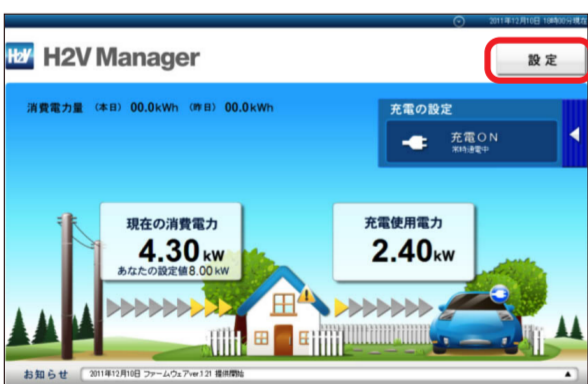 2011年12月10日 16時00分現在
H2V H2V Manager
設定
消費電力量 （本日） 00.0kWh （昨日） 00.0kWh
充電の設定
充電ON
常時通電中
現在の消費電力
4.30kW
あなたの設定値8.00kW
充電使用電力
2.40kW
お知らせ 2011年12月10日 ファームウェアver.1.21 提供開始